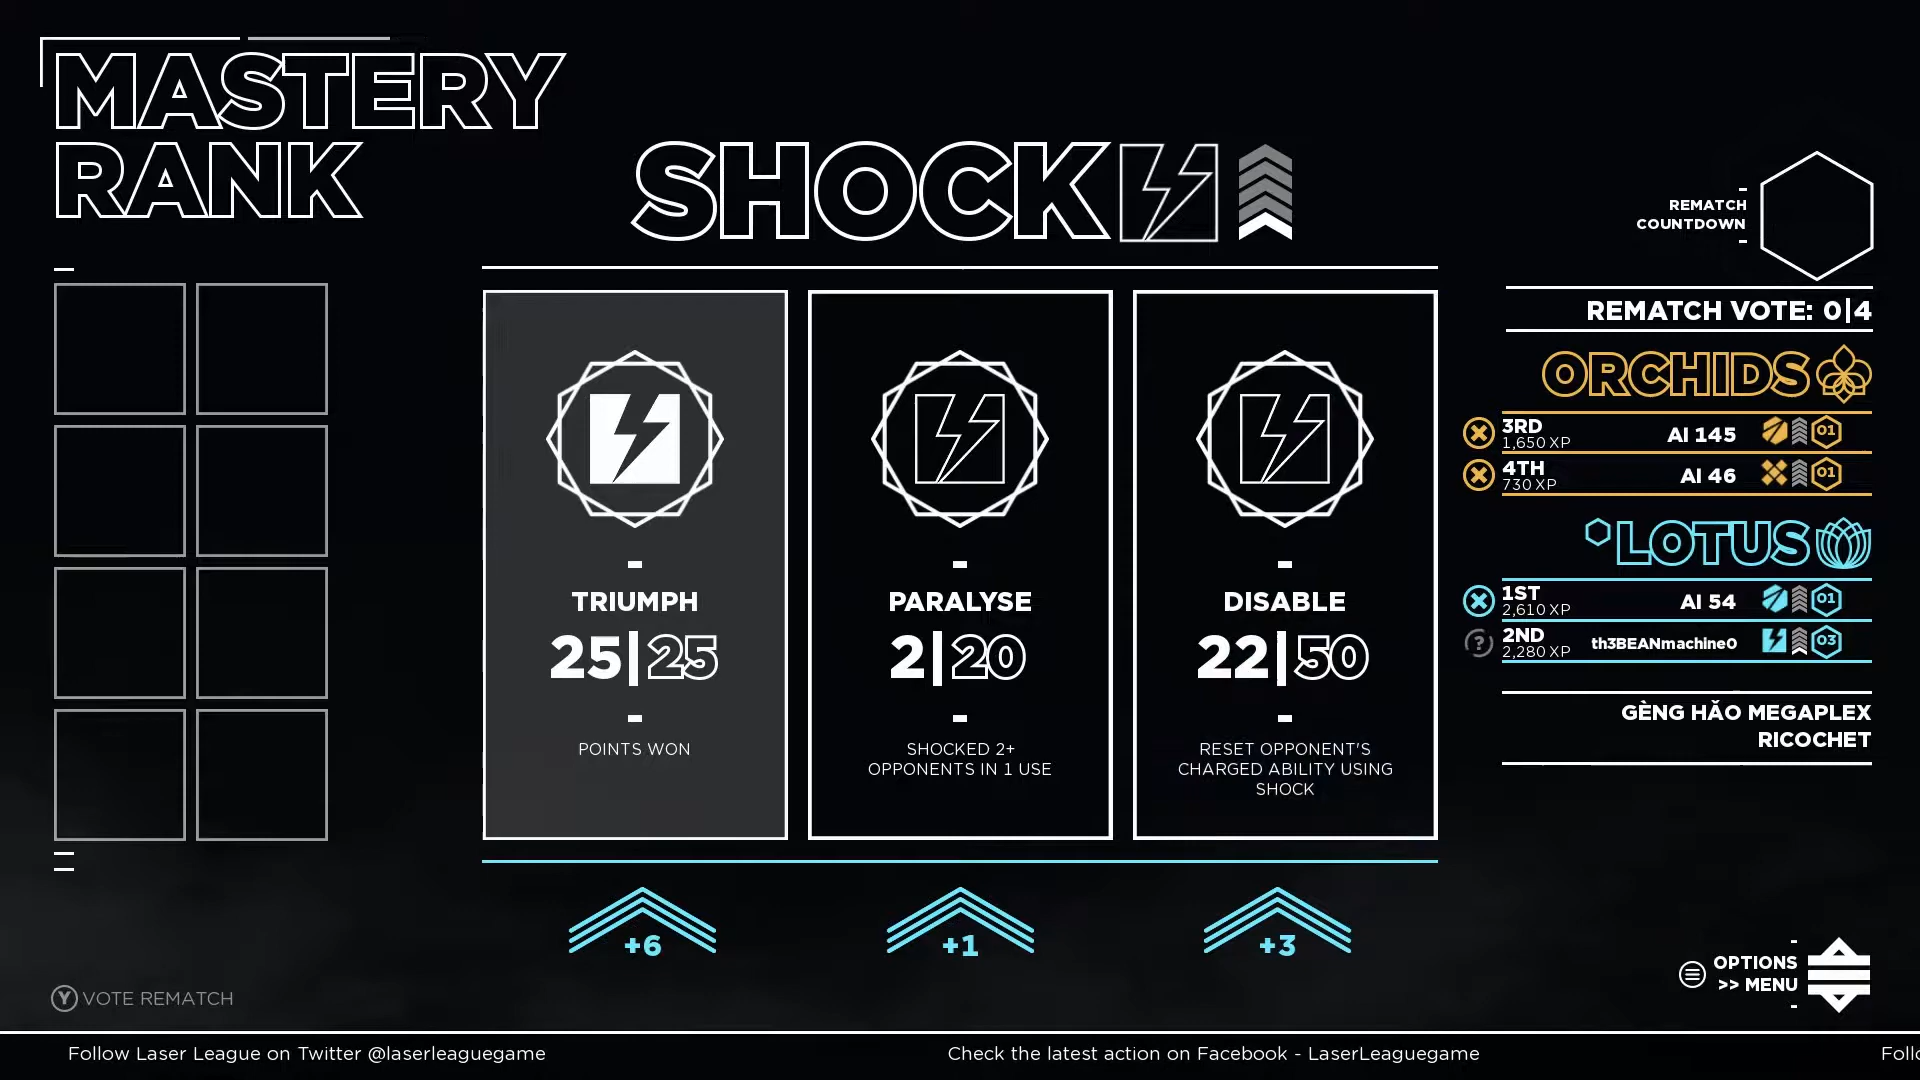 MASTERY
RANK
SHOCK
TRIUMPH
25|25
POINTS WON
PARALYSE
2|20
SHOCKED 2+
OPPONENTS IN 1 USE
DISABLE
22|50
RESET OPPONENT'S
CHARGED ABILITY USING
SHOCK
+6
+1
+3
REMATCH
COUNTDOWN
REMATCH VOTE: 0|4
ORCHIDS
3RD
1,650 XP
AI 145
01
4TH
730 XP
AI 46
01
LOTUS
1ST
2,610 XP
AI 54
01
?
2ND
2,280 XP
th3BEANmachine0
03
GÈNG HǍO MEGAPLEX
RICOCHET
Y VOTE REMATCH
OPTIONS
>> MENU
Follow Laser League on Twitter @laserleaguegame
Check the latest action on Facebook - LaserLeaguegame
Follo